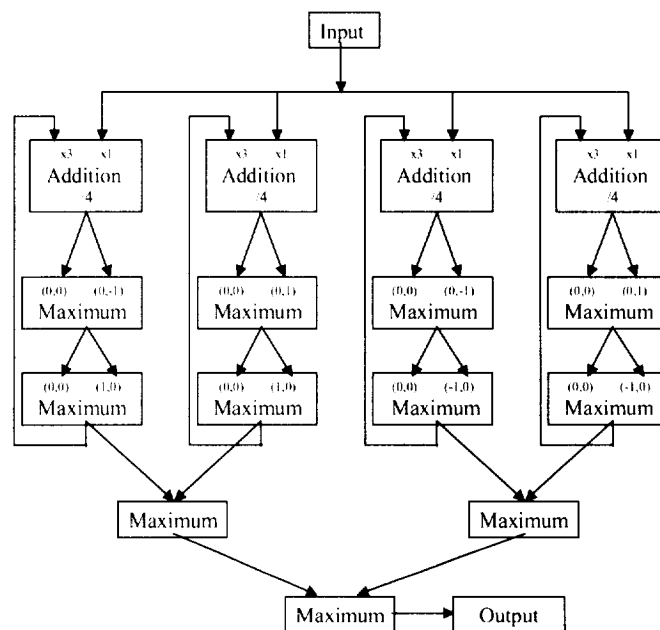 Input
x3 x1 x3 x1 x3 x1 x3 x1
Addition Addition Addition Addition
/4 /4 /4 /4
(0,0) (0,-1) (0,0) (0,1) (0,0) (0,-1) (0,0) (0,1)
Maximum Maximum Maximum Maximum
(0,0) (1,0) (0,0) (1,0) (0,0) (-1,0) (0,0) (-1,0)
Maximum Maximum Maximum Maximum
Maximum Maximum
Maximum Output